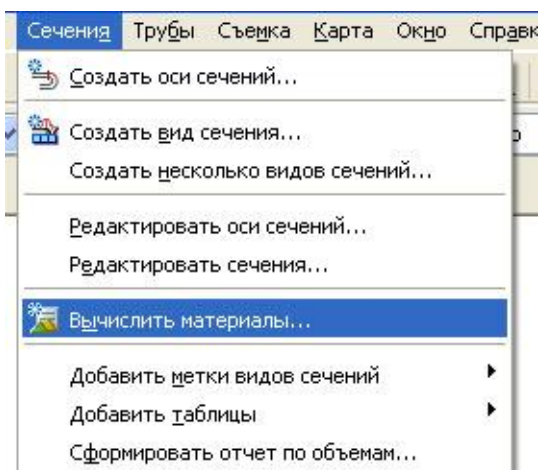 Сечения Трубы Съемка Карта Окно Справк
Создать оси сечений...
Создать вид сечения...
Создать несколько видов сечений...
Редактировать оси сечений...
Редактировать сечения...
Вычислить материалы...
Добавить метки видов сечений
Добавить таблицы
Сформировать отчет по объемам...